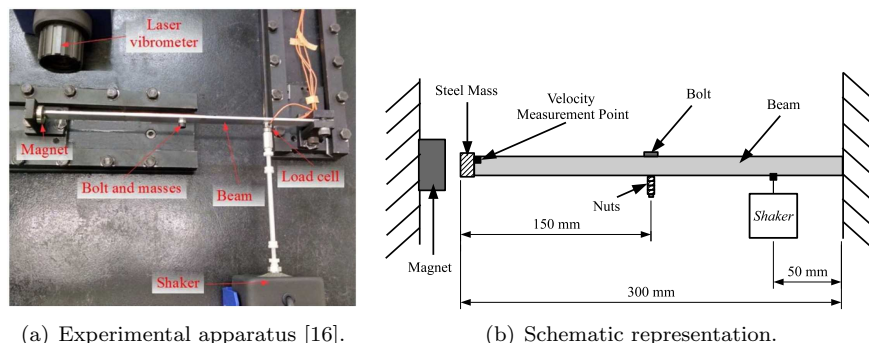 Laser
vibrometer
Magnet
Bolt and masses
Beam
Load cell
Shaker
(a) Experimental apparatus [16].
Steel Mass
Velocity
Measurement Point
Bolt
Beam
Nuts
Shaker
150 mm
Magnet
50 mm
300 mm
(b) Schematic representation.